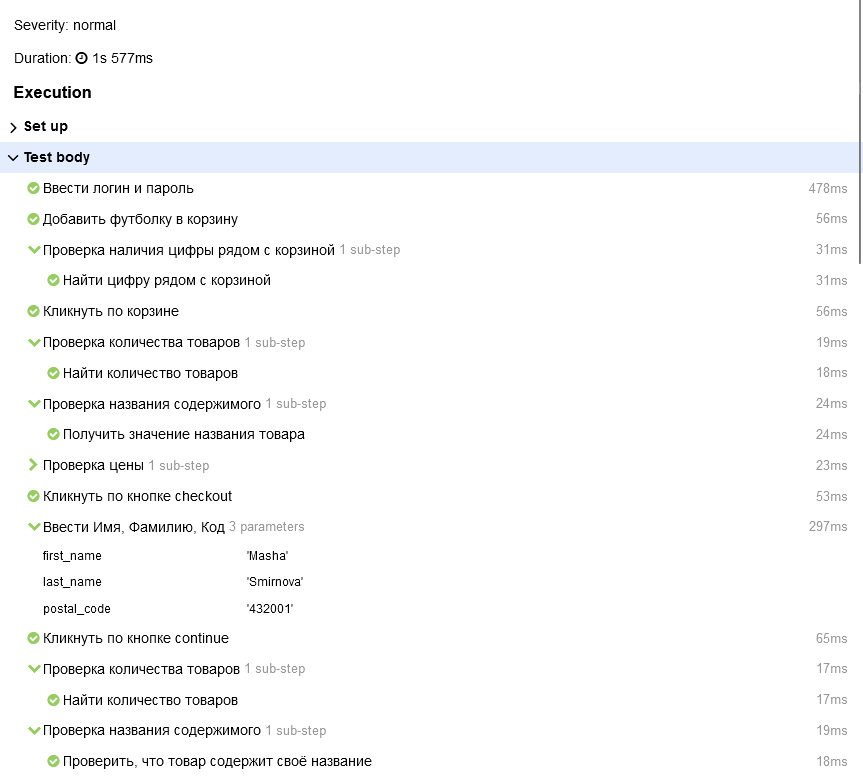 Severity: normal
Duration: 1s 577ms
Execution
Set up
Test body
Ввести логин и пароль 478ms
Добавить футболку в корзину 56ms
Проверка наличия цифры рядом с корзиной 1 sub-step 31ms
Найти цифру рядом с корзиной 31ms
Кликнуть по корзине 56ms
Проверка количества товаров 1 sub-step 19ms
Найти количество товаров 18ms
Проверка названия содержимого 1 sub-step 24ms
Получить значение названия товара 24ms
Проверка цены 1 sub-step 23ms
Кликнуть по кнопке checkout 53ms
Ввести Имя, Фамилию, Код 3 parameters 297ms
first_name 'Masha'
last_name 'Smirnova'
postal_code '432001'
Кликнуть по кнопке continue 65ms
Проверка количества товаров 1 sub-step 17ms
Найти количество товаров 17ms
Проверка названия содержимого 1 sub-step 19ms
Проверить, что товар содержит своё название 18ms